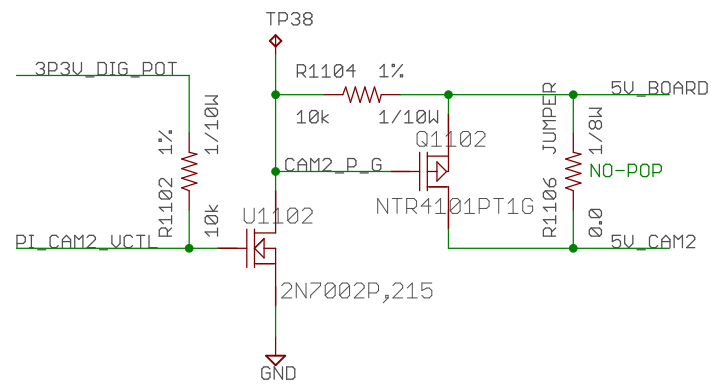 TP38
3P3V_DIG_POT
R1104 1%
10k 1/10W
5V_BOARD
R1102 1%
10k 1/10W
CAM2_P_G
Q1102
NTR4101PT1G
JUMPER
R1106
1/8W
0.0
NO-POP
U1102
PI_CAM2_VCTL
5V_CAM2
2N7002P,215
GND